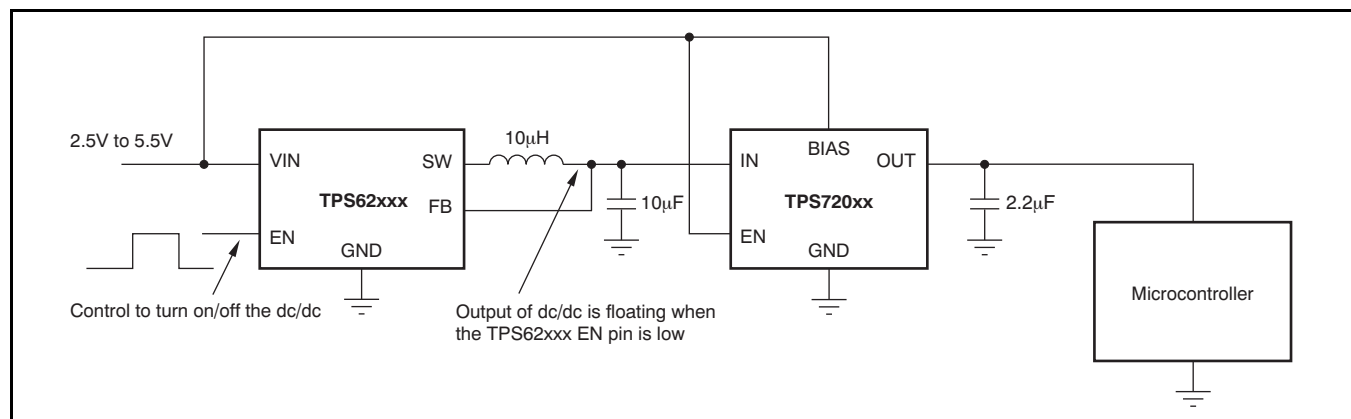 2.5V to 5.5V
VIN
EN
TPS62xxx
GND
SW
FB
Control to turn on/off the dc/dc
10μH
Output of dc/dc is floating when
the TPS62xxx EN pin is low
10μF
IN
BIAS
OUT
TPS720xx
EN
GND
2.2μF
Microcontroller